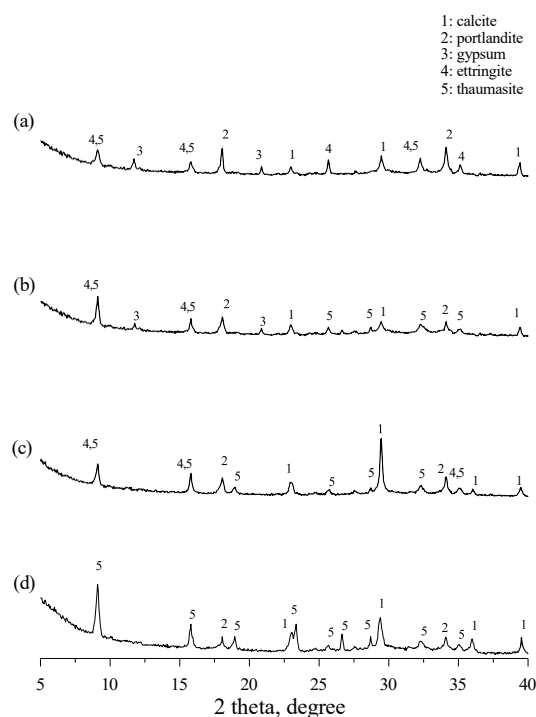 1: calcite
2: portlandite
3: gypsum
4: ettringite
5: thaumasite
(a)
4,5 3 4,5 2 3 1 4 1 4,5 2 4 1
(b)
4,5 3 4,5 2 3 1 5 5 1 5 2 5 1
(c)
4,5 4,5 2 5 1 5 5 1 5 2 4,5 1 1
(d)
5 5 2 5 1 5 5 5 5 1 5 2 5 1 1
5 10 15 20 25 30 35 40
2 theta, degree